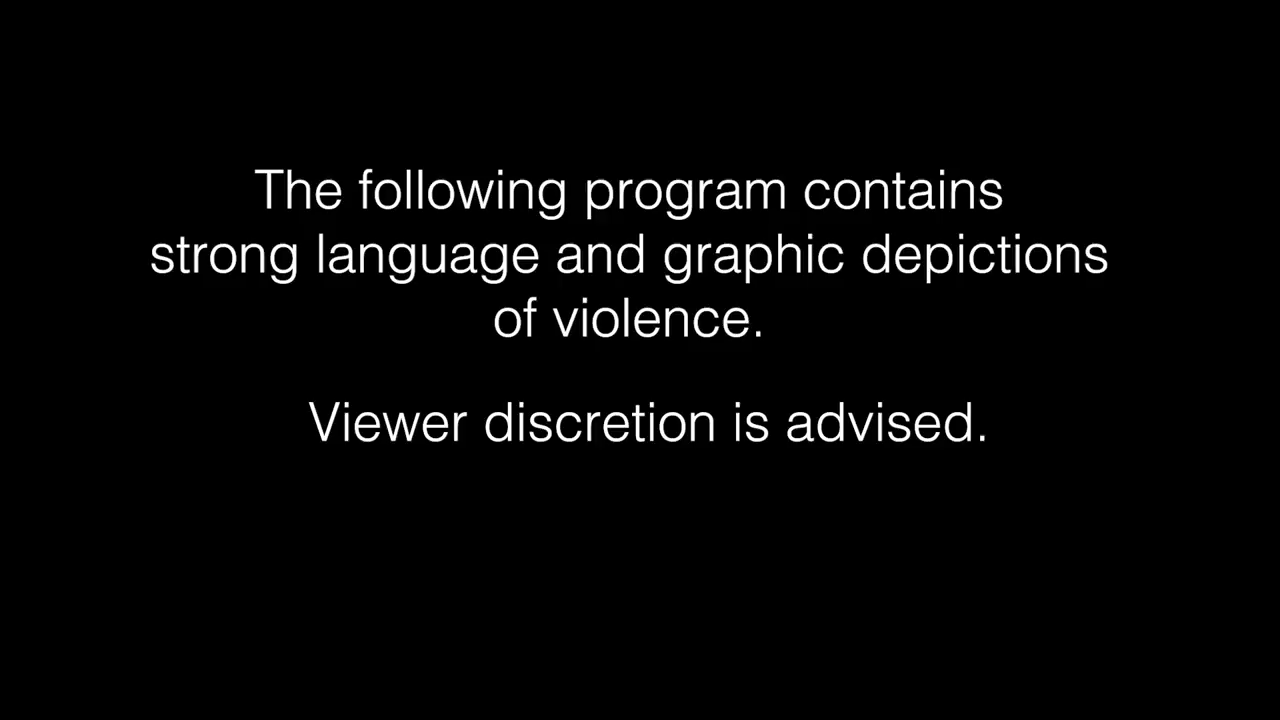 The following program contains
strong language and graphic depictions
of violence.
Viewer discretion is advised.